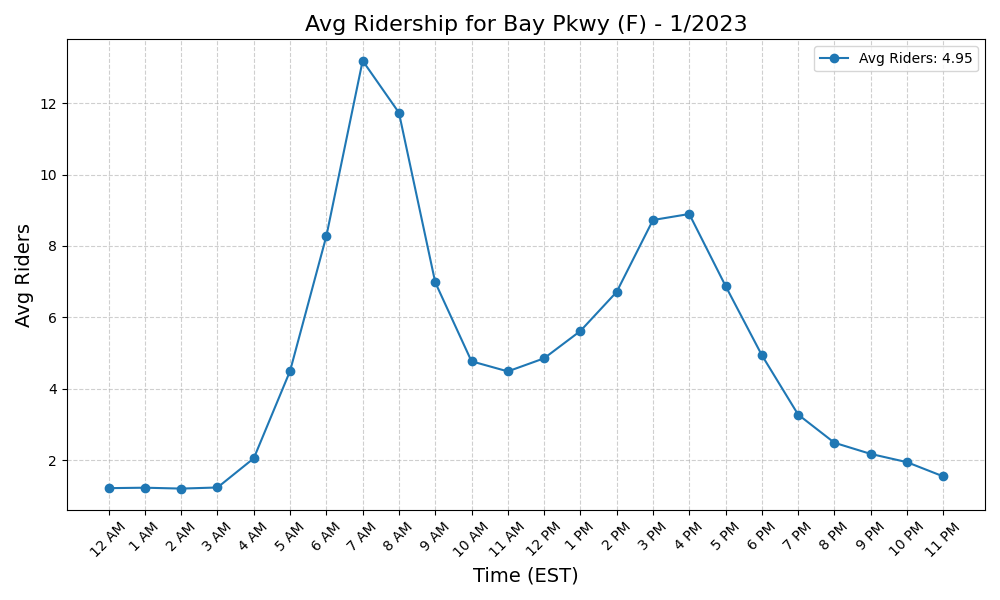 Avg Ridership for Bay Pkwy (F) - 1/2023
Avg Riders: 4.95
Avg Riders
12
10
8
6
4
2
12 AM
1 AM
2 AM
3 AM
4 AM
5 AM
6 AM
7 AM
8 AM
9 AM
10 AM
11 AM
12 PM
1 PM
2 PM
3 PM
4 PM
5 PM
6 PM
7 PM
8 PM
9 PM
10 PM
11 PM
Time (EST)